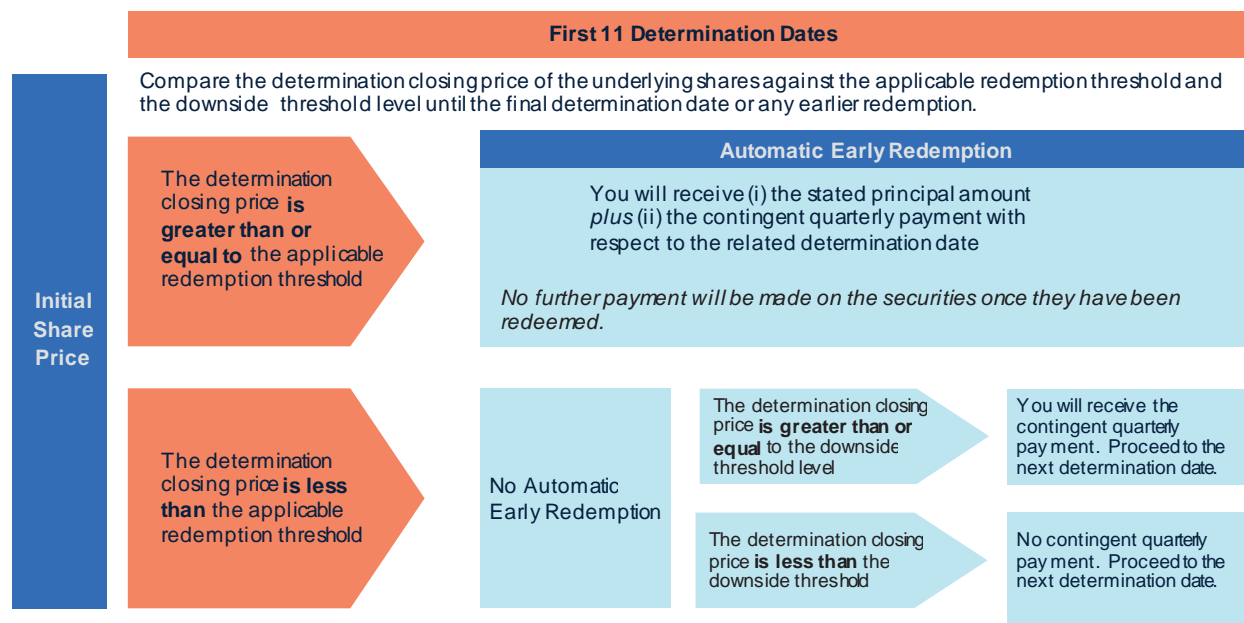 First 11 Determination Dates
Compare the determination closing price of the underlying shares against the applicable redemption threshold and
the downside threshold level until the final determination date or any earlier redemption.
Initial
Share
Price
The determination
closing price is
greater than or
equal to the applicable
redemption threshold
Automatic Early Redemption
You will receive (i) the stated principal amount
plus (ii) the contingent quarterly payment with
respect to the related determination date
No further payment will be made on the securities once they have been
redeemed.
The determination
closing price is less
than the applicable
redemption threshold
No Automatic
Early Redemption
The determination closing
price is greater than or
equal to the downside
threshold level
You will receive the
contingent quarterly
payment. Proceed to the
next determination date.
The determination closing
price is less than the
downside threshold
No contingent quarterly
payment. Proceed to the
next determination date.